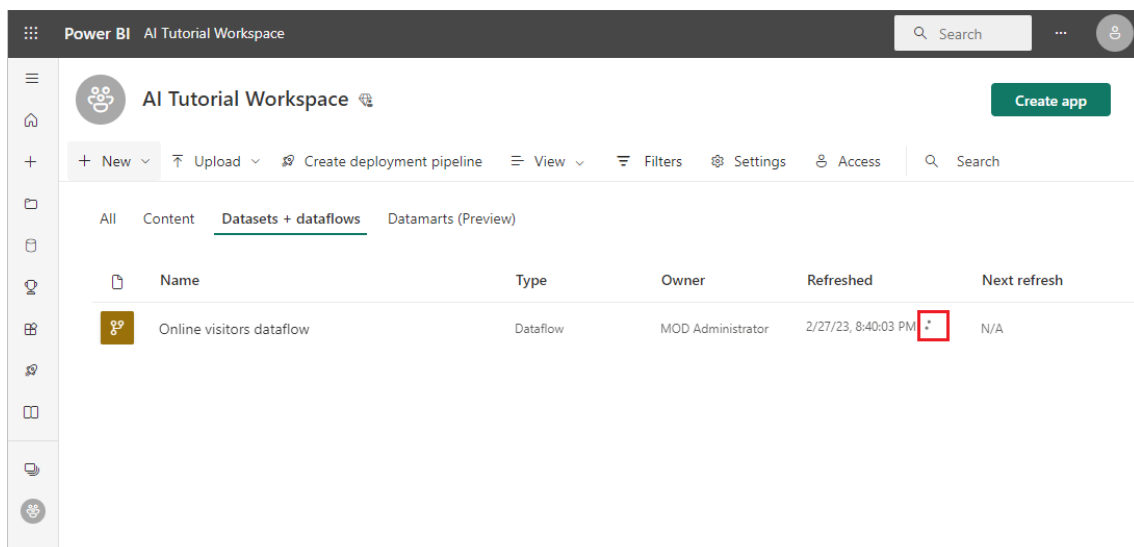 Power BI AI Tutorial Workspace Search ...
AI Tutorial Workspace Create app
+ New Upload Create deployment pipeline View Filters Settings Access Search
All Content Datasets + dataflows Datamarts (Preview)
Name Type Owner Refreshed Next refresh
Online visitors dataflow Dataflow MOD Administrator 2/27/23, 8:40:03 PM N/A